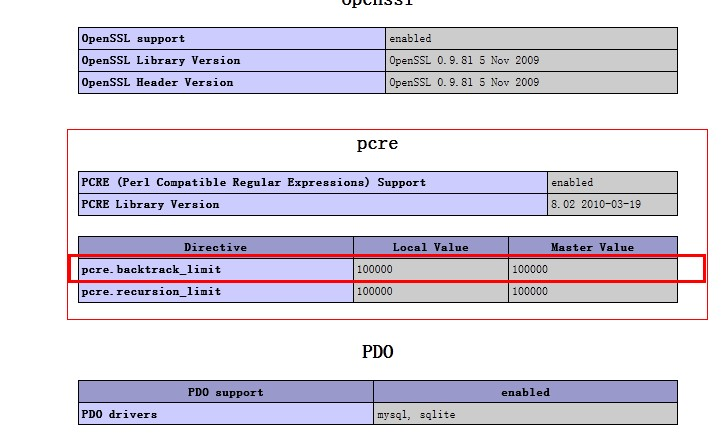 openssl
OpenSSL support enabled
OpenSSL Library Version OpenSSL 0.9.8l 5 Nov 2009
OpenSSL Header Version OpenSSL 0.9.8l 5 Nov 2009
pcre
PCRE (Perl Compatible Regular Expressions) Support enabled
PCRE Library Version 8.02 2010-03-19
Directive Local Value Master Value
pcre.backtrack_limit 100000 100000
pcre.recursion_limit 100000 100000
PDO
PDO support enabled
PDO drivers mysql, sqlite